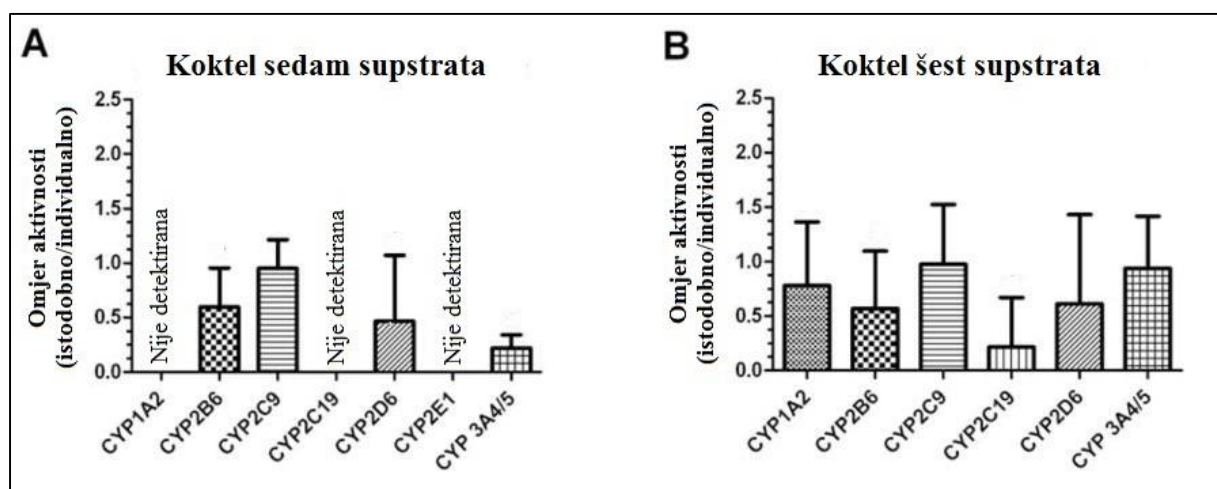 A
Koktel sedam supstrata
Omjer aktivnosti
(istodobno/individualno)
2.5
2.0
1.5
1.0
0.5
0.0
Nije detektirana
Nije detektirana
Nije detektirana
CYP1A2
CYP2B6
CYP2C9
CYP2C19
CYP2D6
CYP2E1
CYP 3A4/5
B
Koktel šest supstrata
Omjer aktivnosti
(istodobno/individualno)
2.5
2.0
1.5
1.0
0.5
0.0
CYP1A2
CYP2B6
CYP2C9
CYP2C19
CYP2D6
CYP 3A4/5